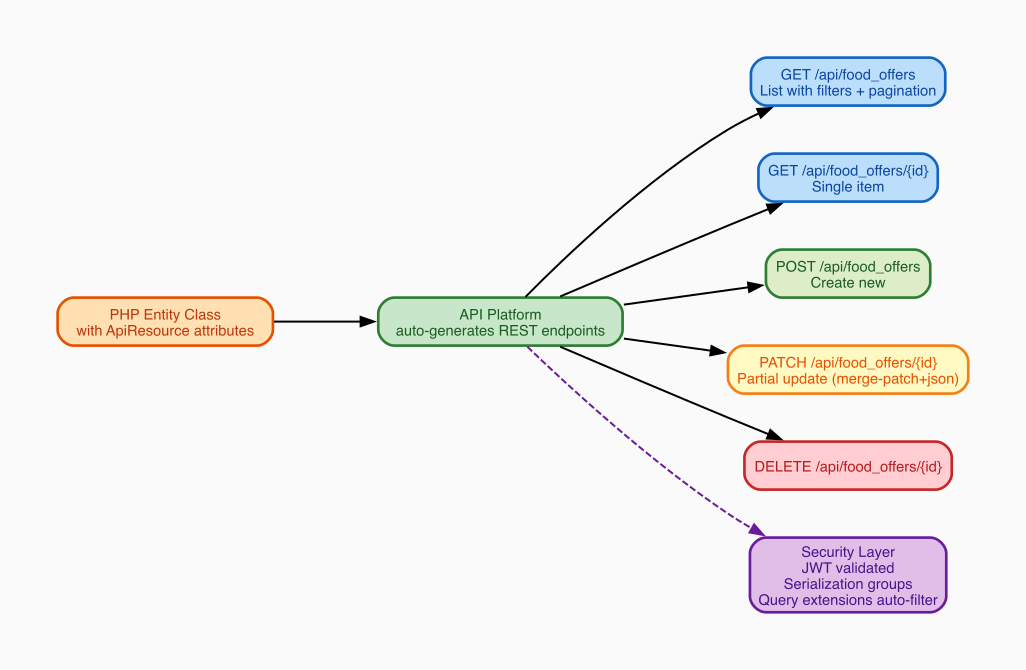 GET /api/food_offers
List with filters + pagination
GET /api/food_offers/{id}
Single item
POST /api/food_offers
Create new
PHP Entity Class
with ApiResource attributes
API Platform
auto-generates REST endpoints
PATCH /api/food_offers/{id}
Partial update (merge-patch+json)
DELETE /api/food_offers/{id}
Security Layer
JWT validated
Serialization groups
Query extensions auto-filter